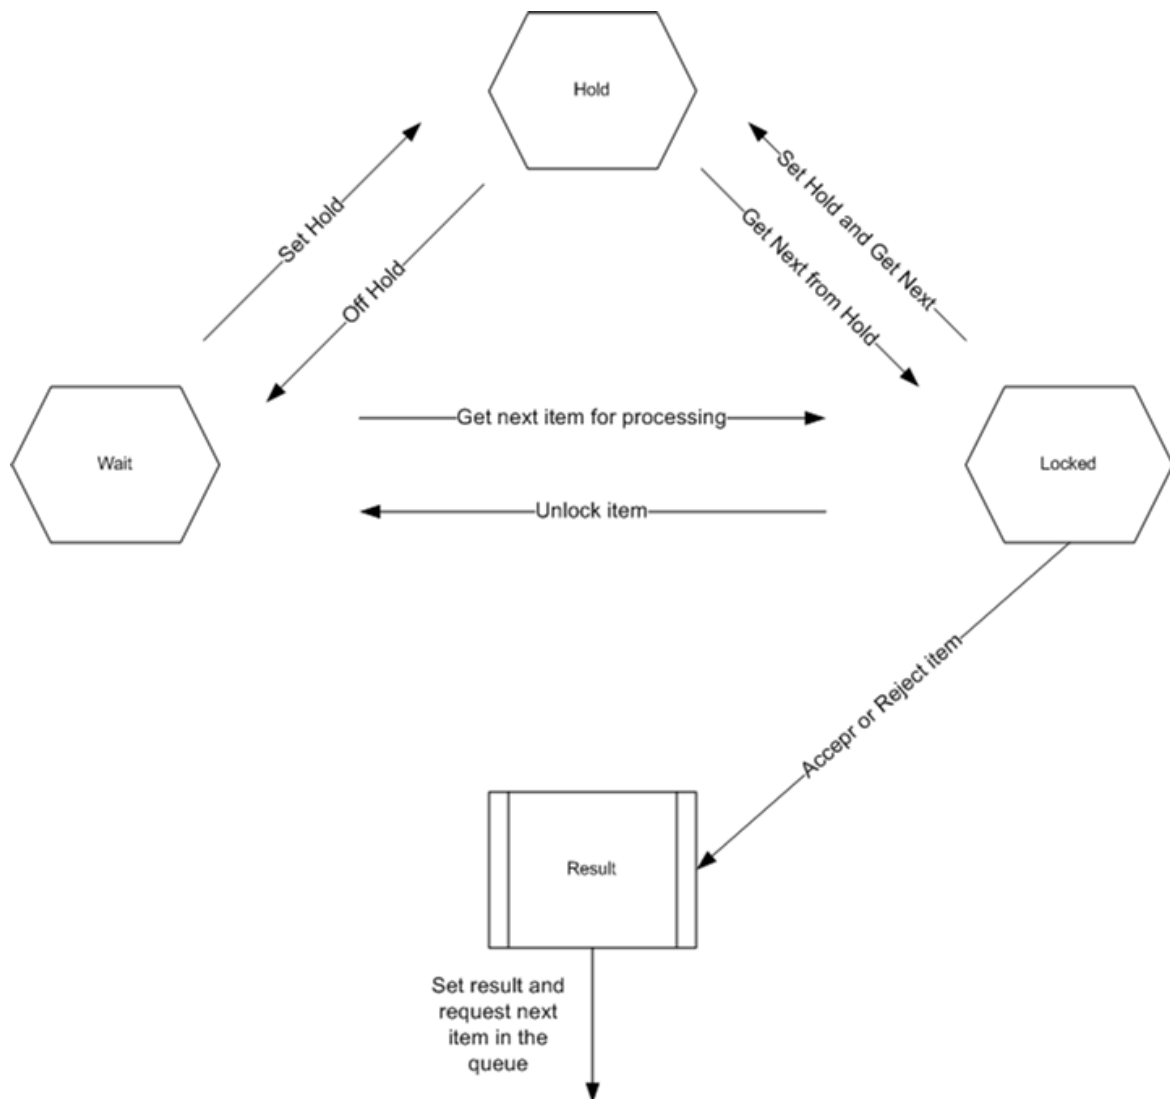 Hold
Set Hold
Off Hold
Set Hold and Get Next
Get Next from Hold
Wait
Get next item for processing
Unlock item
Locked
Accepr or Reject item
Result
Set result and
request next
item in the
queue